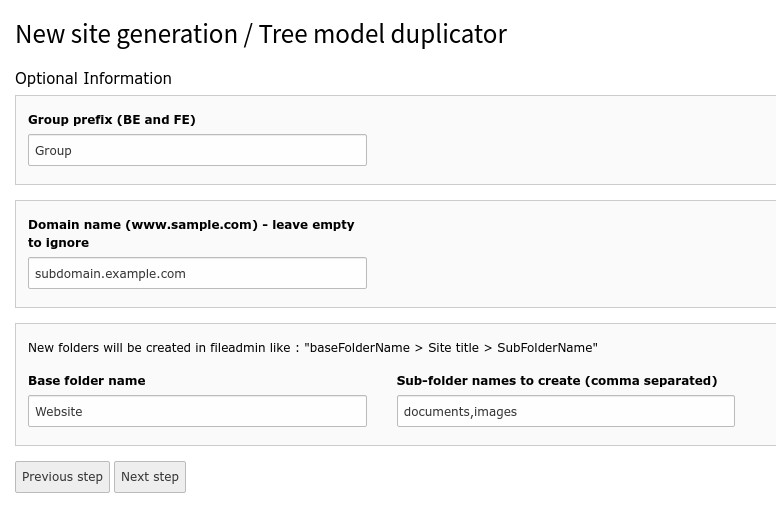 New site generation / Tree model duplicator
Optional Information
Group prefix (BE and FE)
Group
Domain name (www.sample.com) - leave empty
to ignore
subdomain.example.com
New folders will be created in fileadmin like : "baseFolderName > Site title > SubFolderName"
Base folder name
Sub-folder names to create (comma separated)
Website
documents,images
Previous step
Next step